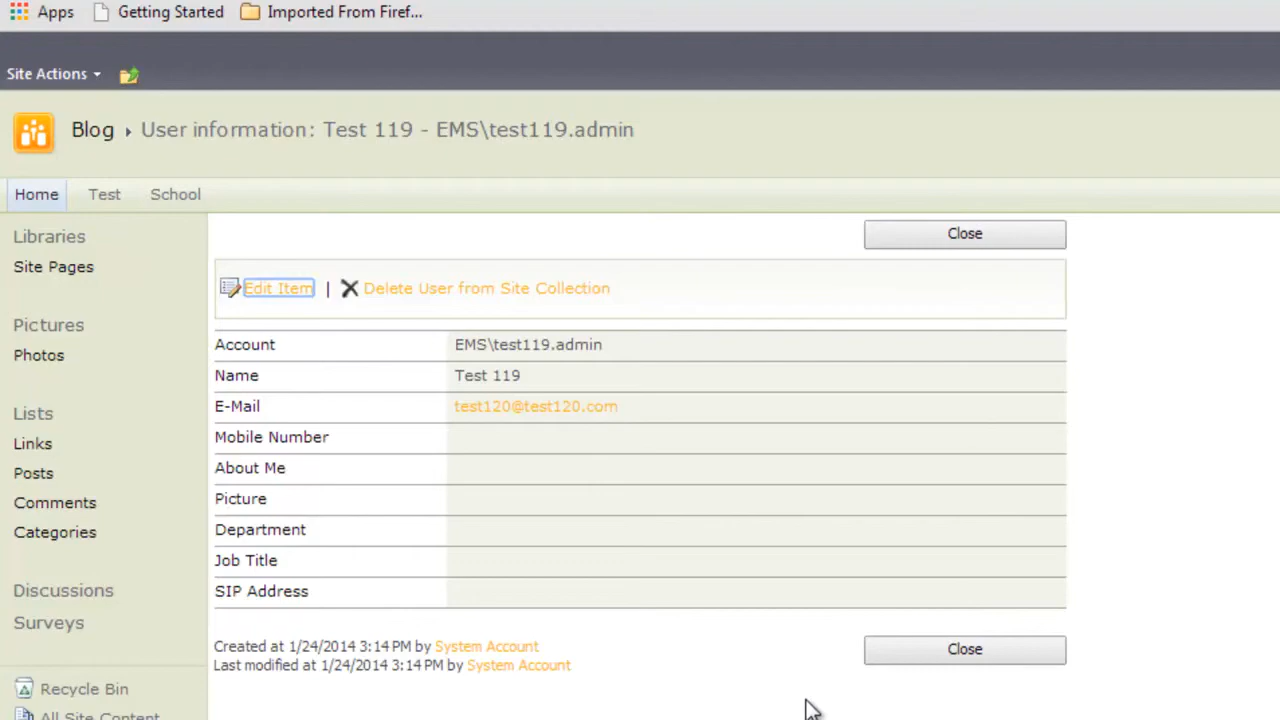 Apps Getting Started Imported From Firef...
Site Actions
Blog User information: Test 119 - EMS\test119.admin
Home Test School
Libraries
Site Pages
Pictures
Photos
Lists
Links
Posts
Comments
Categories
Discussions
Surveys
Recycle Bin
All Site Content
Close
Edit Item | Delete User from Site Collection
Account EMS\test119.admin
Name Test 119
E-Mail test120@test120.com
Mobile Number
About Me
Picture
Department
Job Title
SIP Address
Created at 1/24/2014 3:14 PM by System Account
Last modified at 1/24/2014 3:14 PM by System Account
Close